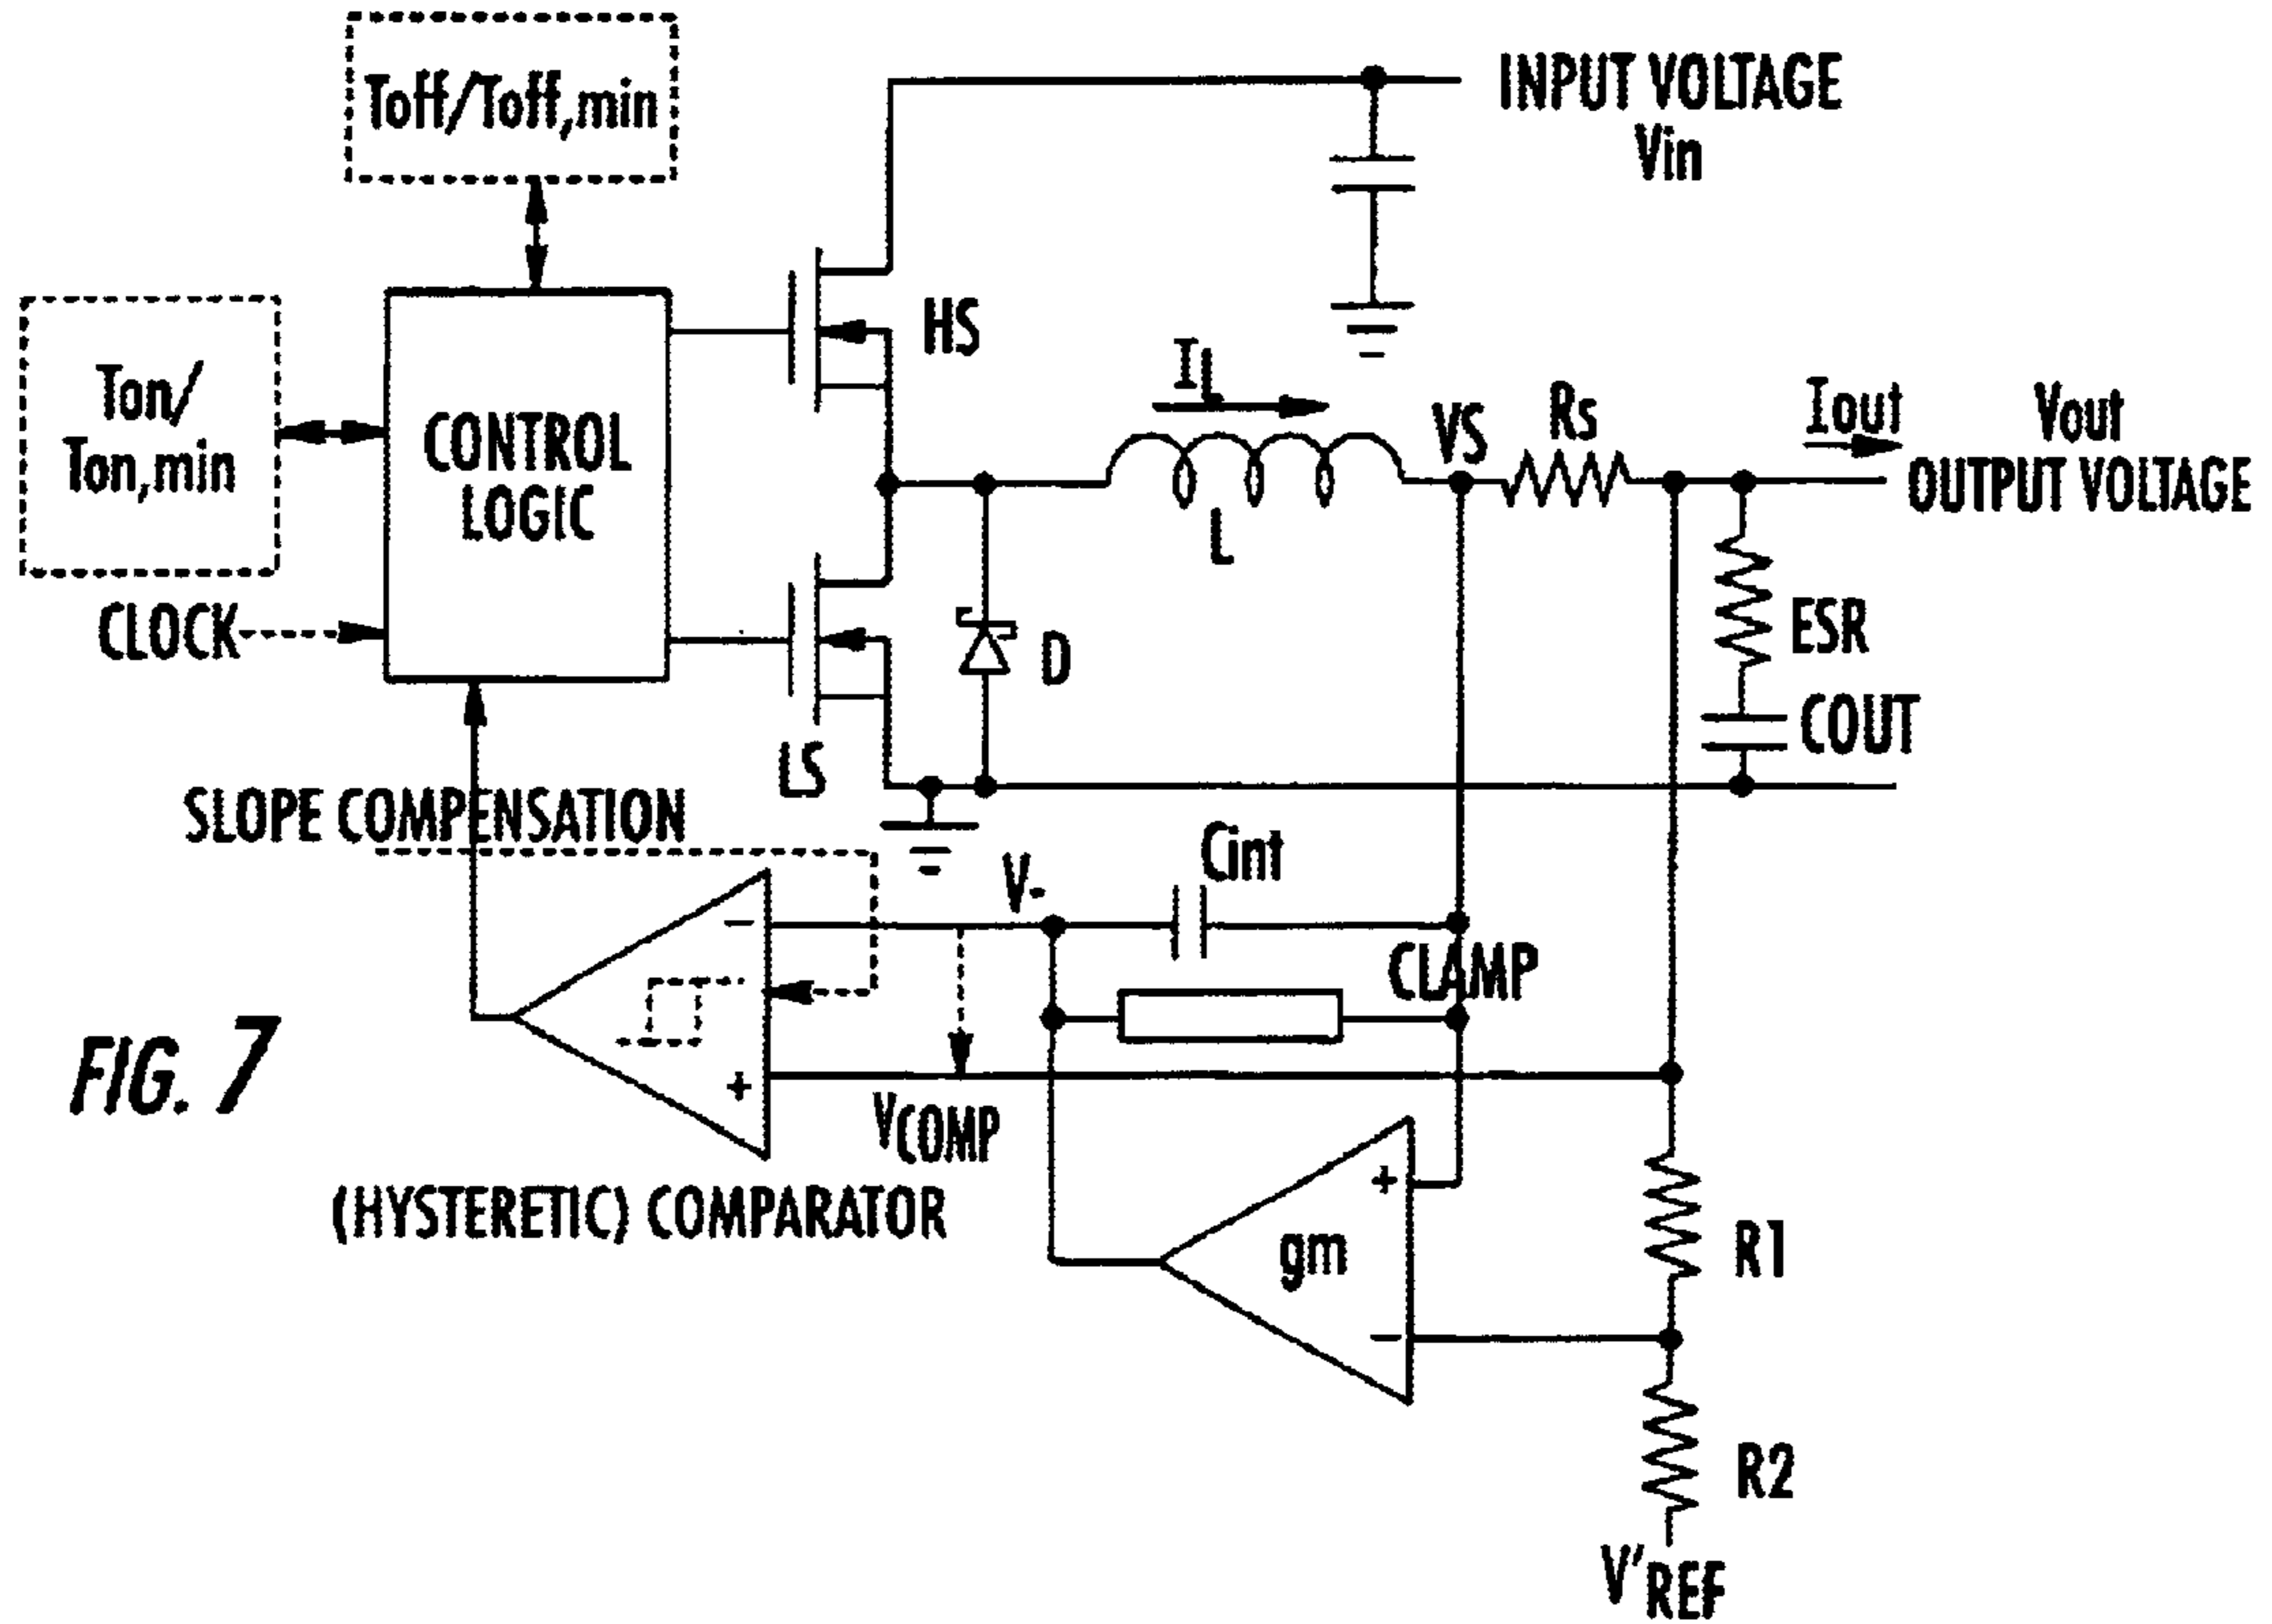 Toff/Toff,min
INPUT VOLTAGE
Vin
HS
Ton/
Ton,min
CONTROL
LOGIC
IL
VS
Rs
Iout
Vout
OUTPUT VOLTAGE
L
CLOCK
D
ESR
COUT
LS
SLOPE COMPENSATION
V-
Cint
CLAMP
−
+
FIG. 7
VCOMP
(HYSTERETIC) COMPARATOR
+
gm
−
R1
R2
V'REF